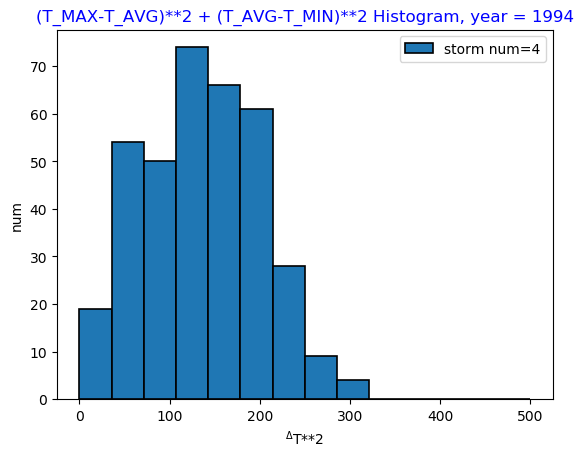 (T_MAX-T_AVG)**2 + (T_AVG-T_MIN)**2 Histogram, year = 1994
storm num=4
70
60
50
40
30
20
10
0
num
0 100 200 300 400 500
ΔT**2